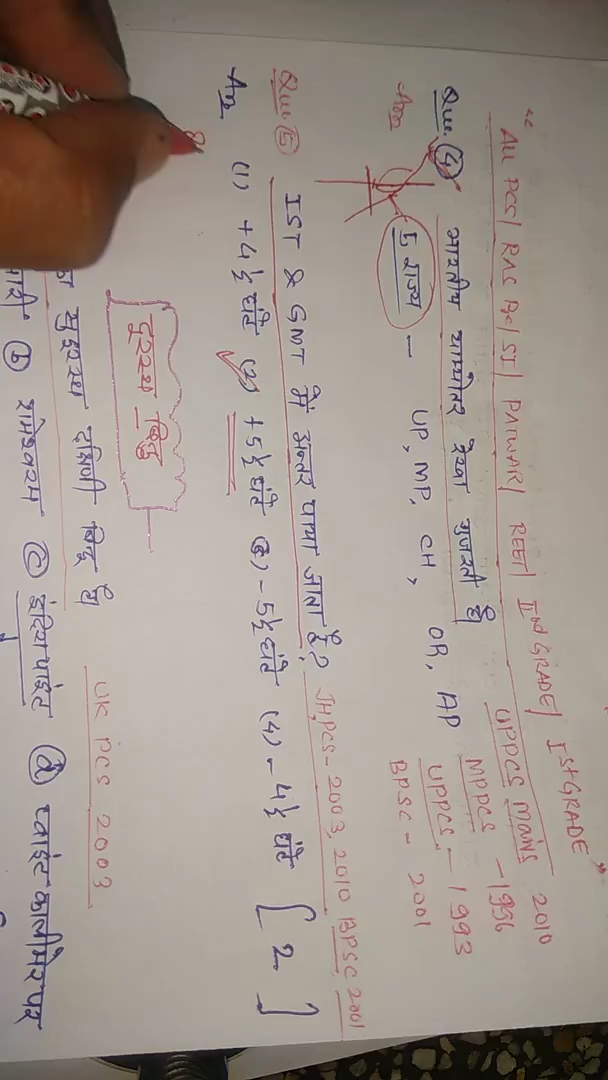 "ALL PCS/ RAS Pre/ SI/ PATWAR/ REET/ IInd GRADE/ Ist GRADE"
Que. 4 भारतीय याम्योतर रेखा गुजरती है।
UPPCS MAINS 2010
MPPCS - 1996
UPPCS - 1993
BPSC - 2001
Ans 5 राज्य - UP, MP, CH, OR, AP
Que 5 IST & GMT में अन्तर पाया जाता है? JHPCS - 2003, 2010 BPSC 2001
Ans (1) +4½ घंटे (2) +5½ घंटे (3) -5½ घंटे (4) -4½ घंटे [2]
दूरस्थ बिंदु
सुदूरस्थ दक्षिणी बिंदु है UK PCS 2003
b रामेश्वरम c इंदिरा पाइंट d प्वाइंट कालीमेर पर